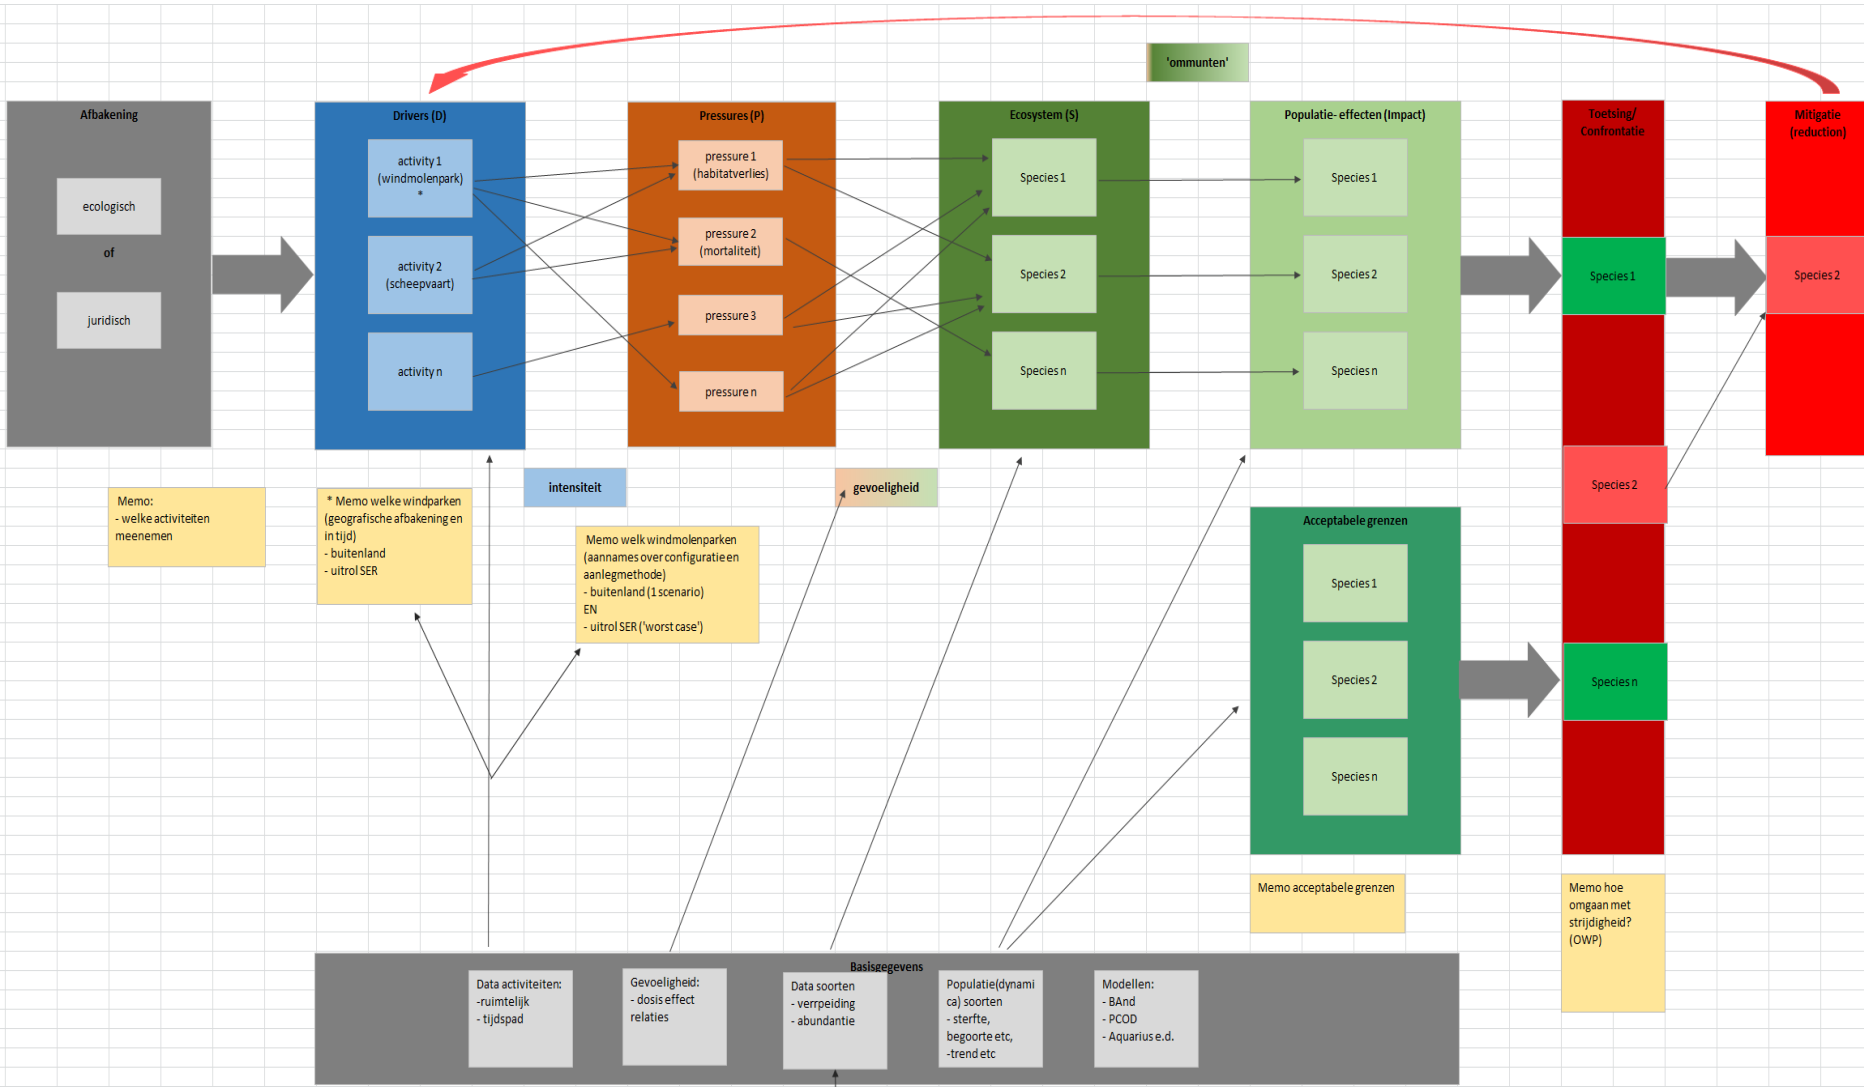 'ommunten'
Afbakening
ecologisch
of
juridisch
Drivers (D)
activity 1
(windmolenpark)
*
activity 2
(scheepvaart)
activity n
Pressures (P)
pressure 1
(habitatverlies)
pressure 2
(mortaliteit)
pressure 3
pressure n
Ecosystem (S)
Species 1
Species 2
Species n
Populatie- effecten (Impact)
Species 1
Species 2
Species n
Toetsing/
Confrontatie
Species 1
Species 2
Species n
Mitigatie
(reduction)
Species 2
intensiteit
gevoeligheid
Memo:
- welke activiteiten
meenemen
* Memo welke windparken
(geografische afbakening en
in tijd)
- buitenland
- uitrol SER
Memo welk windmolenparken
(aannames over configuratie en
aanlegmethode)
- buitenland (1 scenario)
EN
- uitrol SER ('worst case')
Acceptabele grenzen
Species 1
Species 2
Species n
Memo acceptabele grenzen
Memo hoe
omgaan met
strijdigheid?
(OWP)
Basisgegevens
Data activiteiten:
-ruimtelijk
- tijdspad
Gevoeligheid:
- dosis effect
relaties
Data soorten
- verrpeiding
- abundantie
Populatie(dynami
ca) soorten
- sterfte,
begoorte etc,
-trend etc
Modellen:
- BAnd
- PCOD
- Aquarius e.d.